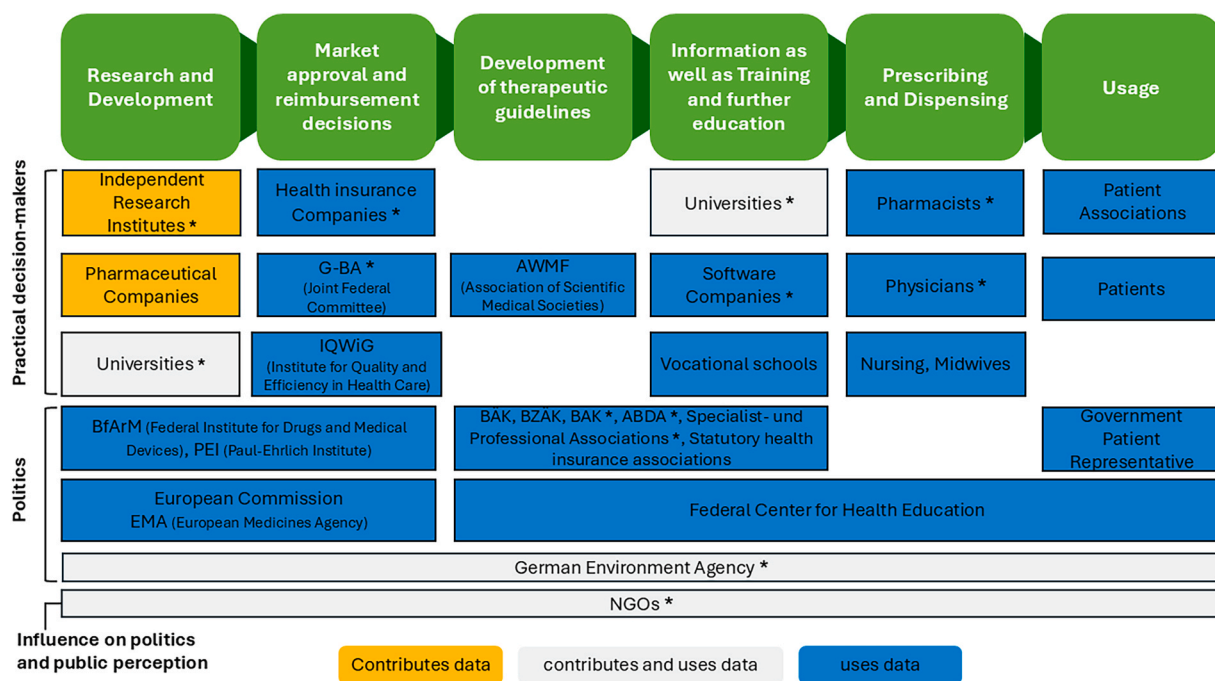 Research and
Development
Market
approval and
reimbursement
decisions
Development
of therapeutic
guidelines
Information as
well as Training
and further
education
Prescribing
and Dispensing
Usage
Practical decision-makers
Independent
Research
Institutes *
Health insurance
Companies *
Universities *
Pharmacists *
Patient
Associations
Pharmaceutical
Companies
G-BA *
(Joint Federal
Committee)
AWMF
(Association of Scientific
Medical Societies)
Software
Companies *
Physicians *
Patients
Universities *
IQWiG
(Institute for Quality and
Efficiency in Health Care)
Vocational schools
Nursing, Midwives
Politics
BfArM (Federal Institute for Drugs and Medical
Devices), PEI (Paul-Ehrlich Institute)
BÄK, BZÄK, BAK *, ABDA *, Specialist- und
Professional Associations *, Statutory health
insurance associations
Government
Patient
Representative
European Commission
EMA (European Medicines Agency)
Federal Center for Health Education
German Environment Agency *
NGOs *
Influence on politics
and public perception
Contributes data
contributes and uses data
uses data